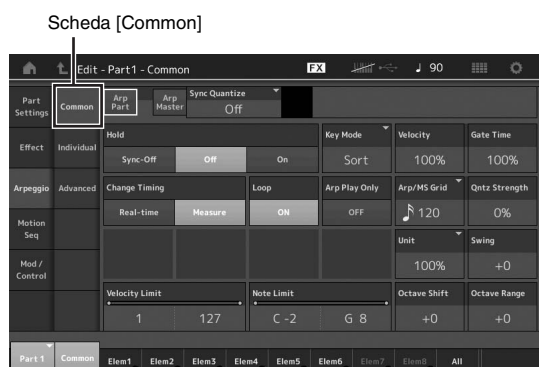 Scheda [Common]
Edit - Part1 - Common
FX
90
Part Settings
Common
Arp Part
Arp Master
Sync Quantize
Off
Effect
Individual
Hold
Sync-Off
Off
On
Key Mode
Sort
Velocity
100%
Gate Time
100%
Arpeggio
Advanced
Change Timing
Real-time
Measure
Loop
ON
Arp Play Only
OFF
Arp/MS Grid
120
Qntz Strength
0%
Motion Seq
Unit
100%
Swing
+0
Mod / Control
Velocity Limit
1
127
Note Limit
C -2
G 8
Octave Shift
+0
Octave Range
+0
Part 1
Common
Elem1
Elem2
Elem3
Elem4
Elem5
Elem6
Elem7
Elem8
All